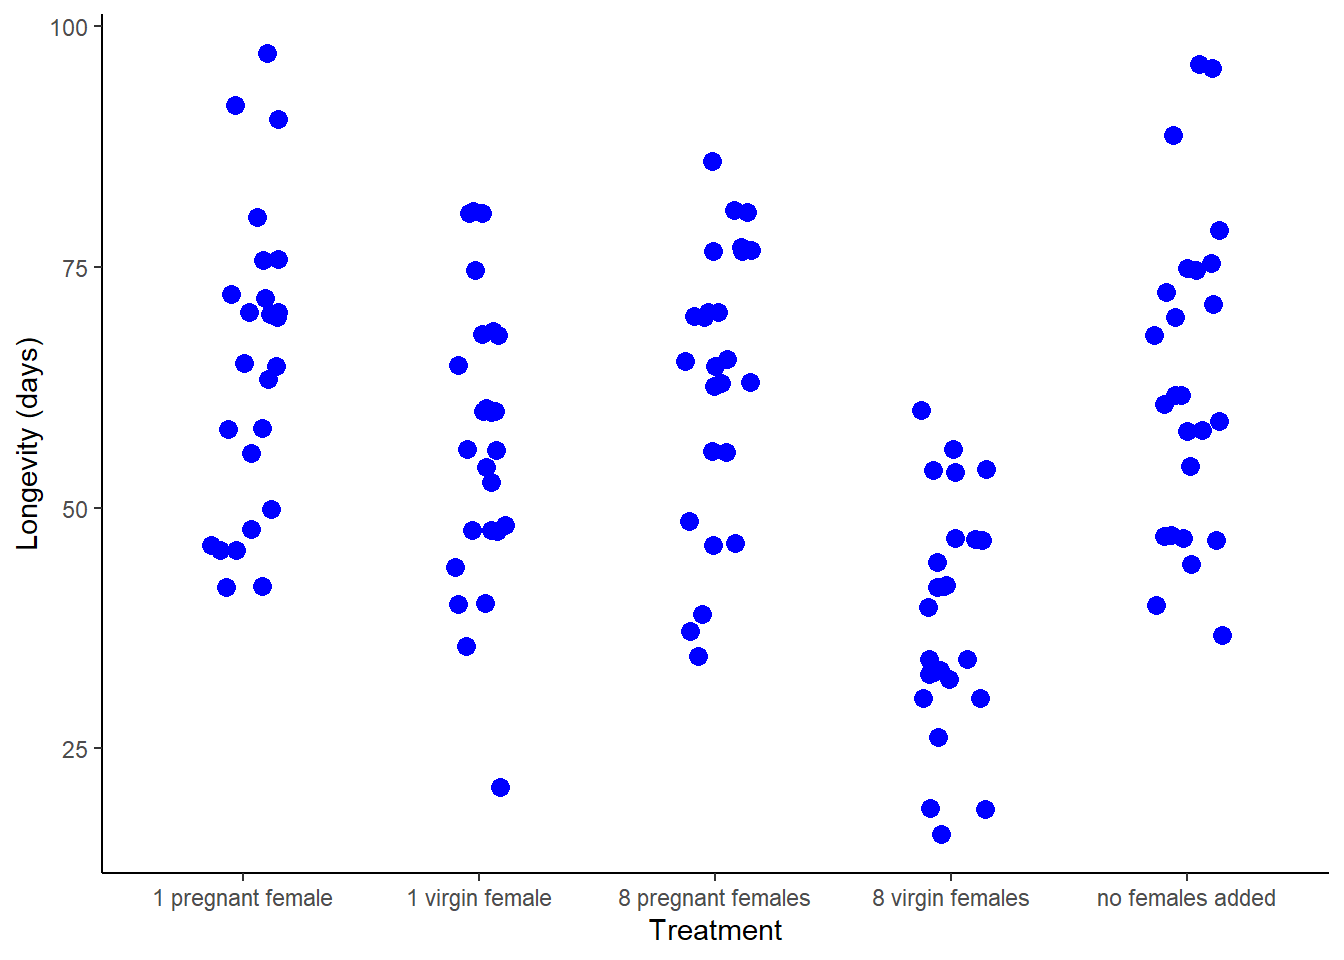 100
75
50
25
Longevity (days)
1 pregnant female
1 virgin female
8 pregnant females
8 virgin females
no females added
Treatment